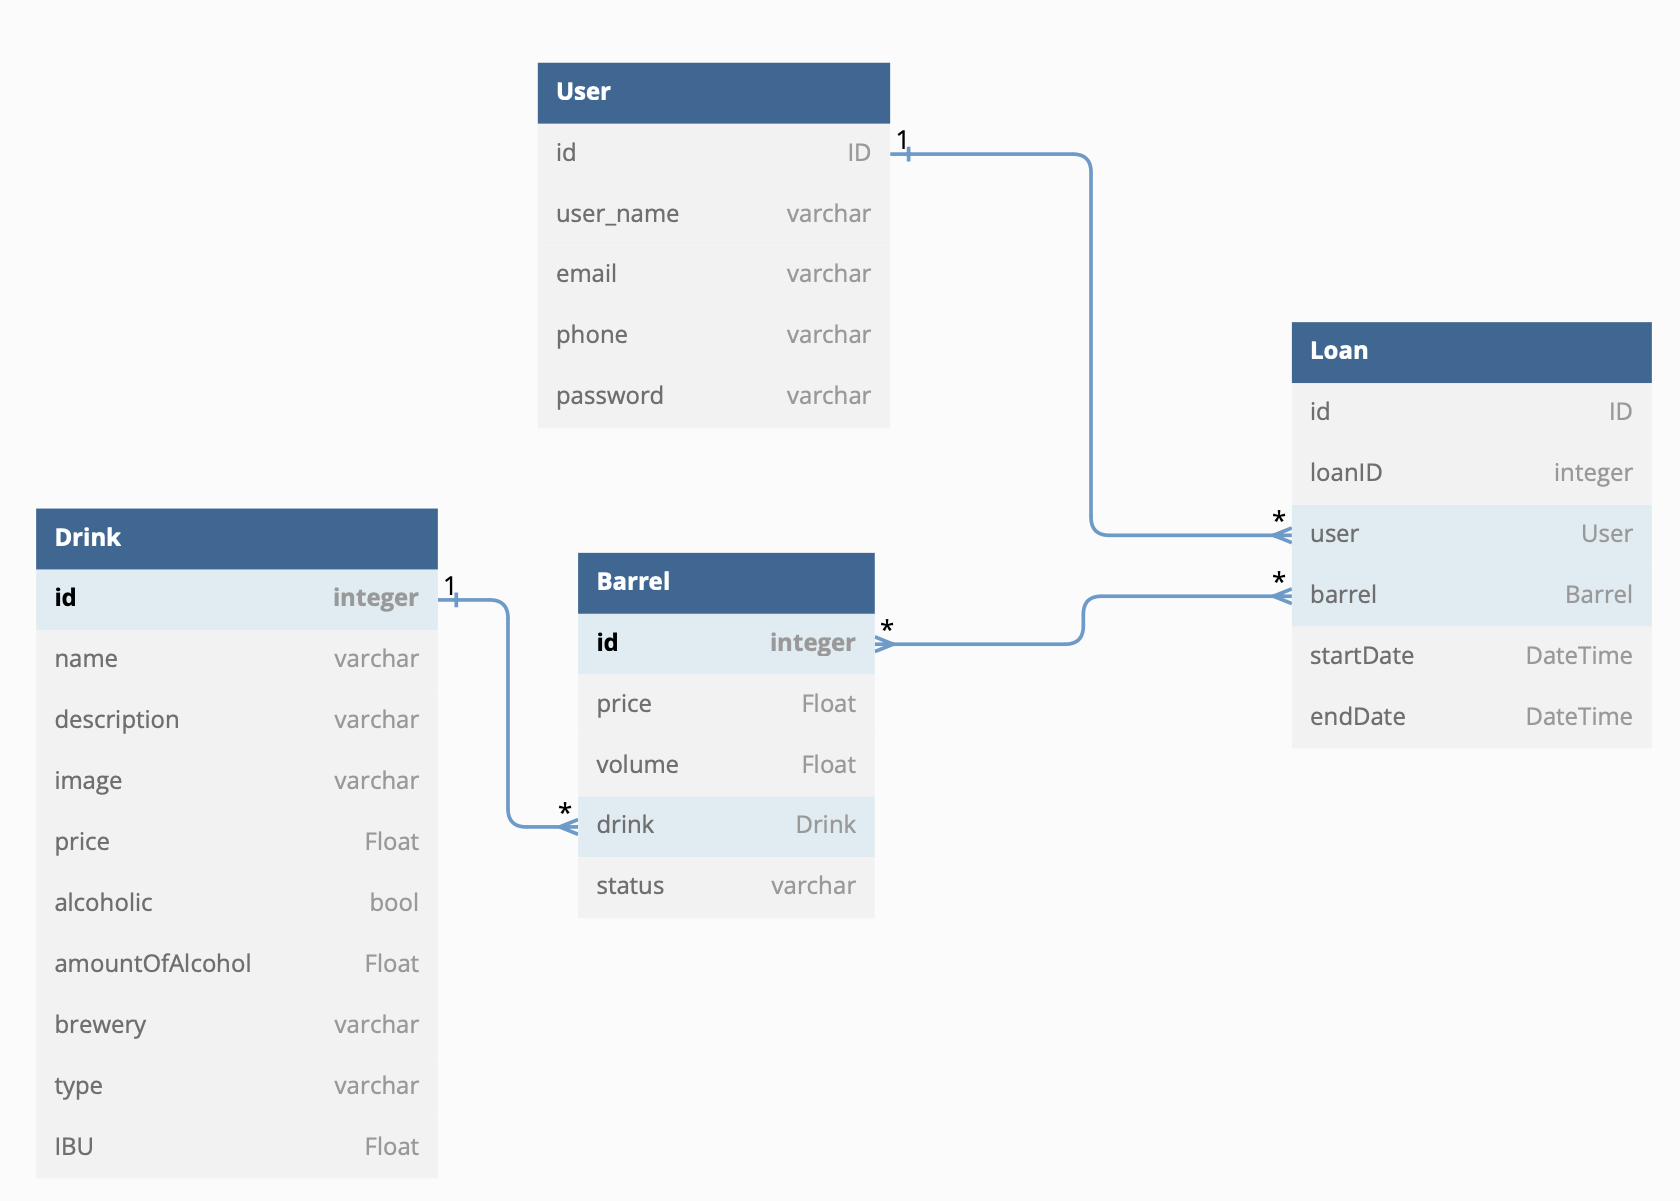 User
id ID
user_name varchar
email varchar
phone varchar
password varchar
1
Loan
id ID
loanID integer
* user User
* barrel Barrel
startDate DateTime
endDate DateTime
Drink
id integer
1
name varchar
description varchar
image varchar
price Float
alcoholic bool
amountOfAlcohol Float
brewery varchar
type varchar
IBU Float
Barrel
id integer
*
price Float
volume Float
* drink Drink
status varchar